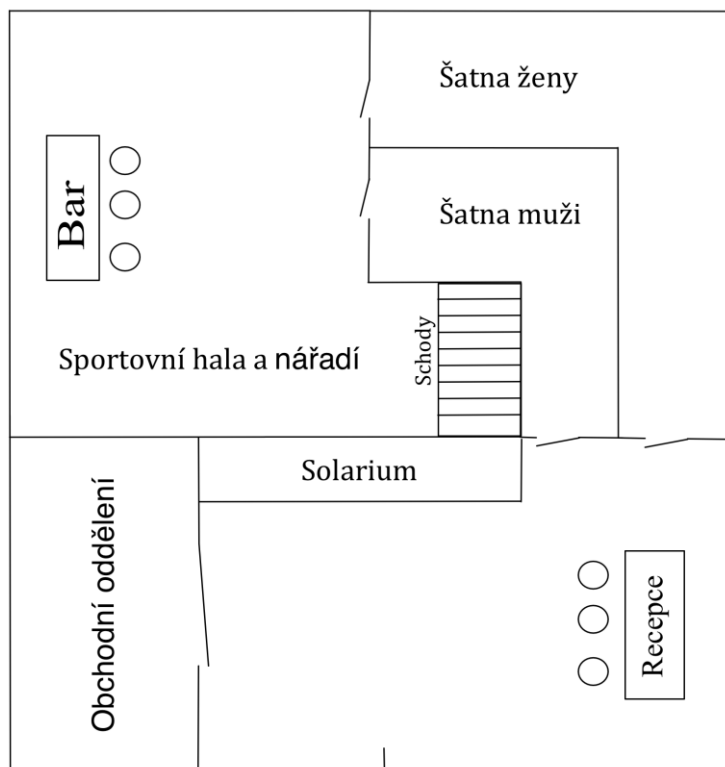 Šatna ženy
Bar
Šatna muži
Schody
Sportovní hala a nářadí
Solarium
Obchodní oddělení
Recepce